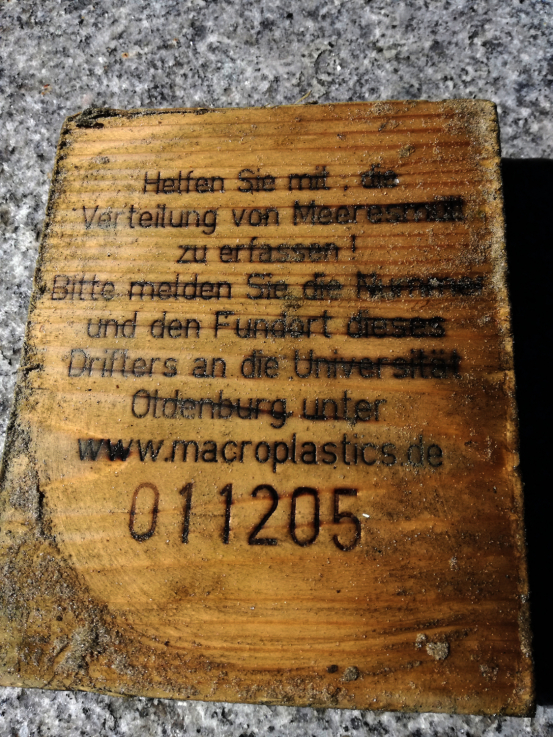 Helfen Sie mit, die
Verteilung von Meeresmüll
zu erfassen!
Bitte melden Sie die Nummer
und den Fundort dieses
Drifters an die Universität
Oldenburg unter
www.macroplastics.de
011205